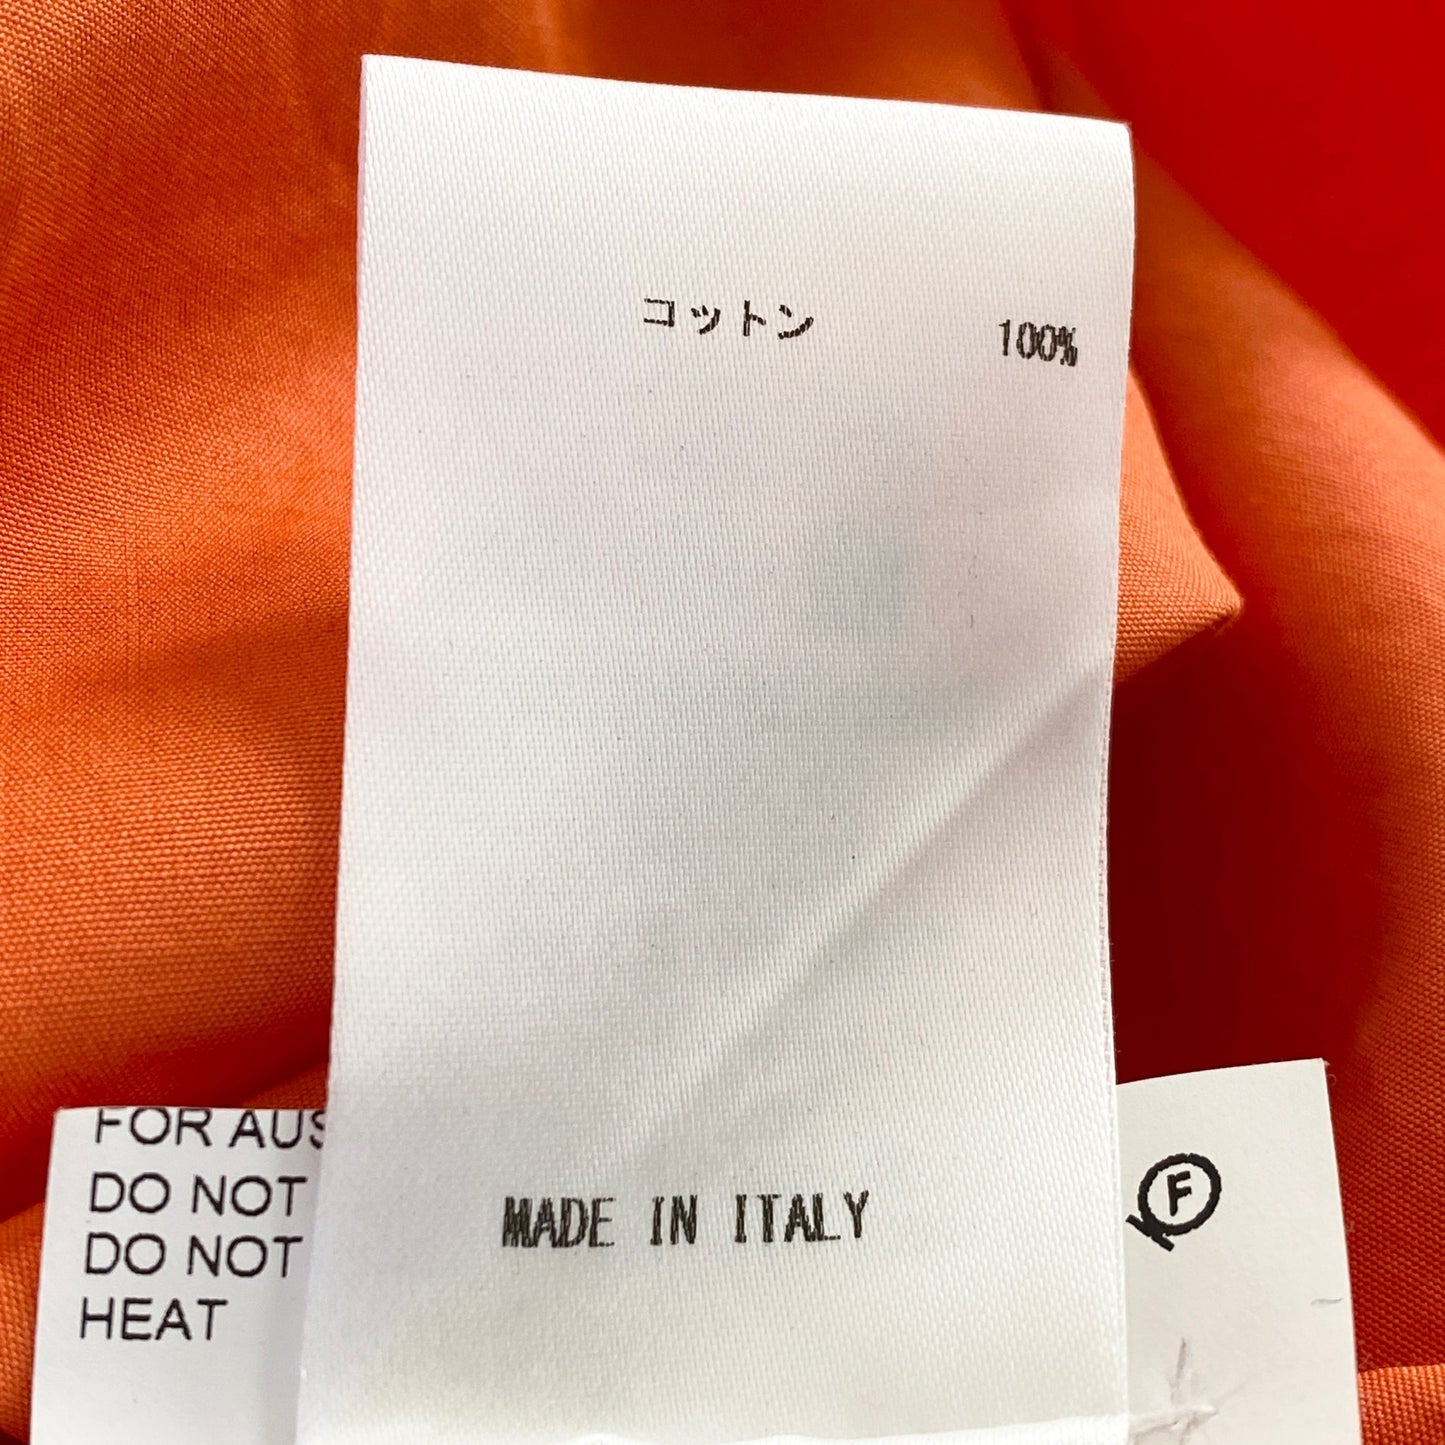 コットン 100%
MADE IN ITALY
FOR AUS
DO NOT
DO NOT
HEAT
F